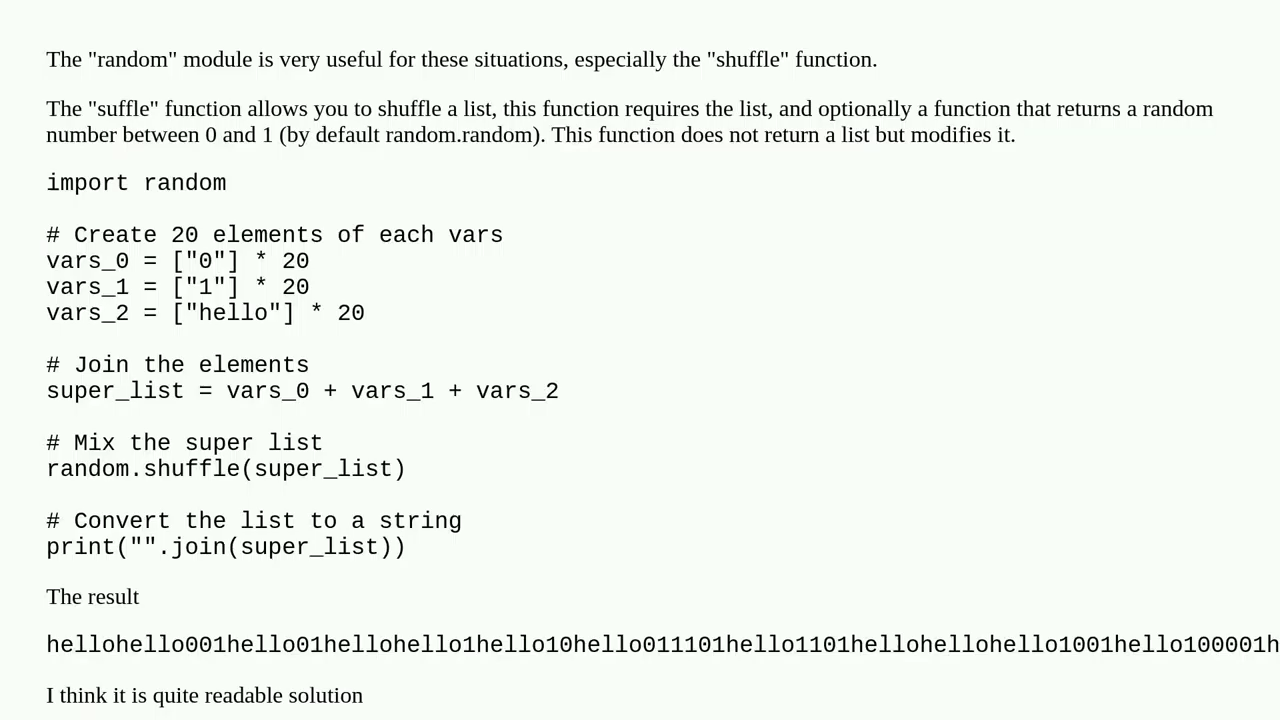 The "random" module is very useful for these situations, especially the "shuffle" function.
The "suffle" function allows you to shuffle a list, this function requires the list, and optionally a function that returns a random
number between 0 and 1 (by default random.random). This function does not return a list but modifies it.
import random
# Create 20 elements of each vars
vars_0 = ["0"] * 20
vars_1 = ["1"] * 20
vars_2 = ["hello"] * 20
# Join the elements
super_list = vars_0 + vars_1 + vars_2
# Mix the super list
random.shuffle(super_list)
# Convert the list to a string
print("".join(super_list))
The result
hellohello001hello01hellohello1hello10hello011101hello1101hellohellohello1001hello100001h
I think it is quite readable solution